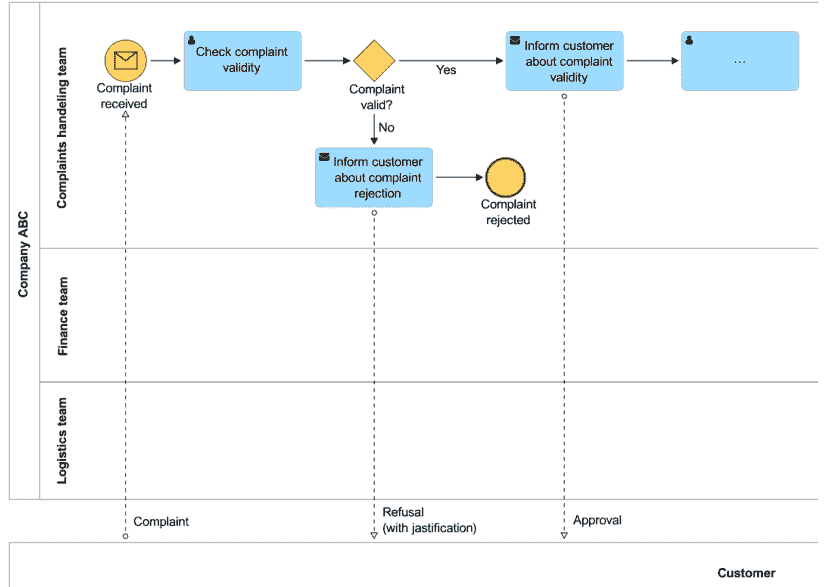 Company ABC
Complaints handeling team
Complaint
received
Check complaint
validity
Complaint
valid?
Yes
No
Inform customer
about complaint
validity
...
Inform customer
about complaint
rejection
Complaint
rejected
Finance team
Logistics team
Complaint
Refusal
(with jastification)
Approval
Customer